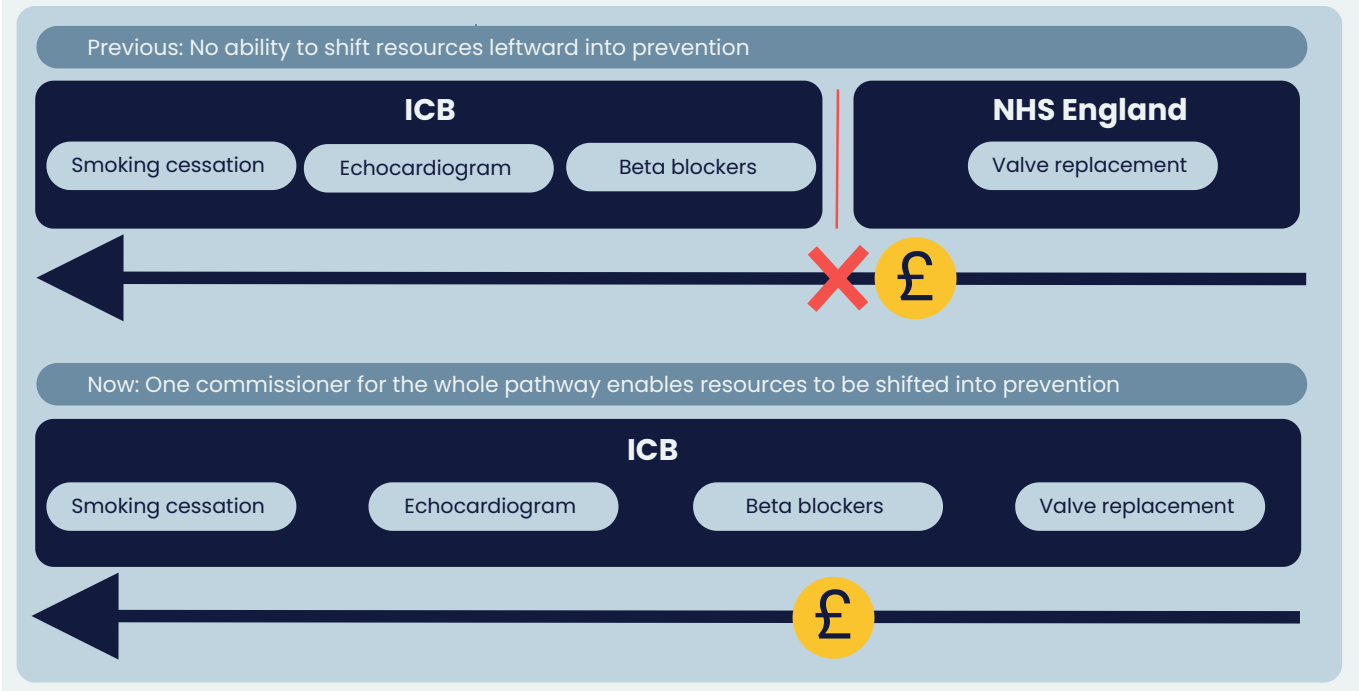 Previous: No ability to shift resources leftward into prevention
ICB
NHS England
Smoking cessation
Echocardiogram
Beta blockers
Valve replacement
£
Now: One commissioner for the whole pathway enables resources to be shifted into prevention
ICB
Smoking cessation
Echocardiogram
Beta blockers
Valve replacement
£